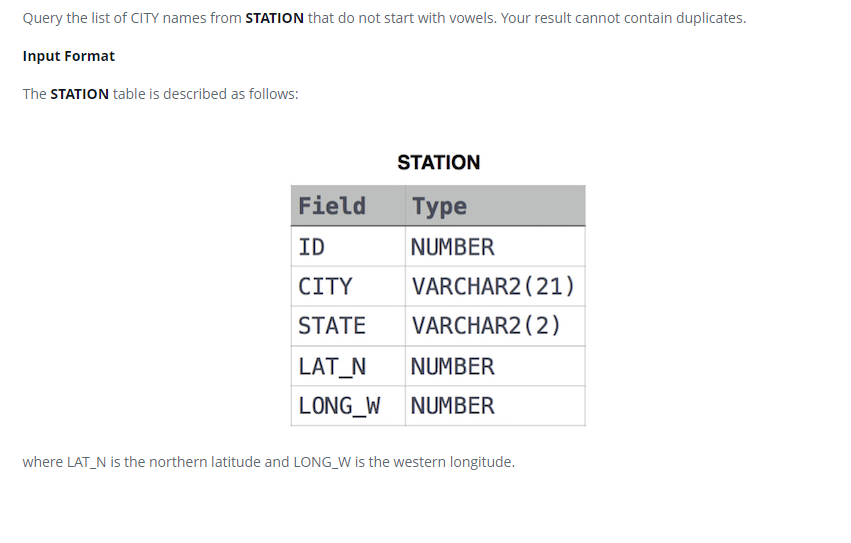 Query the list of CITY names from STATION that do not start with vowels. Your result cannot contain duplicates.
Input Format
The STATION table is described as follows:
STATION
Field Type
ID NUMBER
CITY VARCHAR2(21)
STATE VARCHAR2(2)
LAT_N NUMBER
LONG_W NUMBER
where LAT_N is the northern latitude and LONG_W is the western longitude.